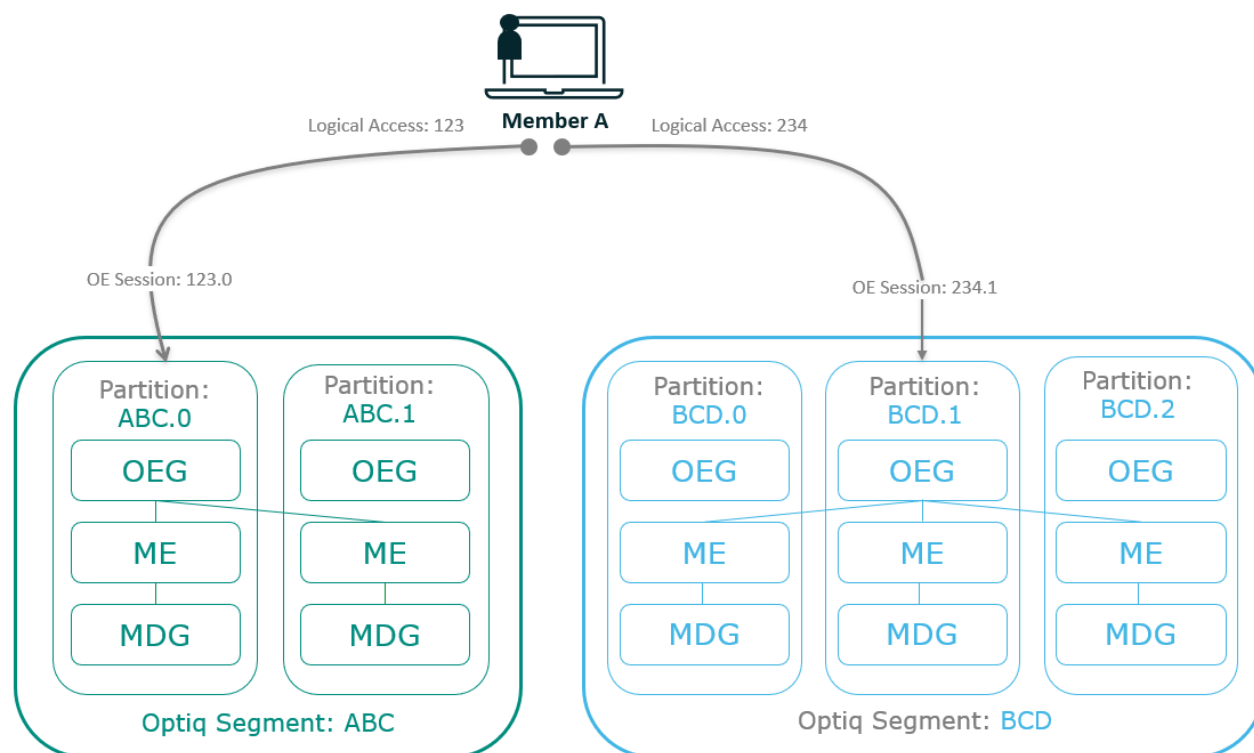 Member A
Logical Access: 123
Logical Access: 234
OE Session: 123.0
OE Session: 234.1
Partition:
ABC.0
OEG
ME
MDG
Partition:
ABC.1
OEG
ME
MDG
Optiq Segment: ABC
Partition:
BCD.0
OEG
ME
MDG
Partition:
BCD.1
OEG
ME
MDG
Partition:
BCD.2
OEG
ME
MDG
Optiq Segment: BCD